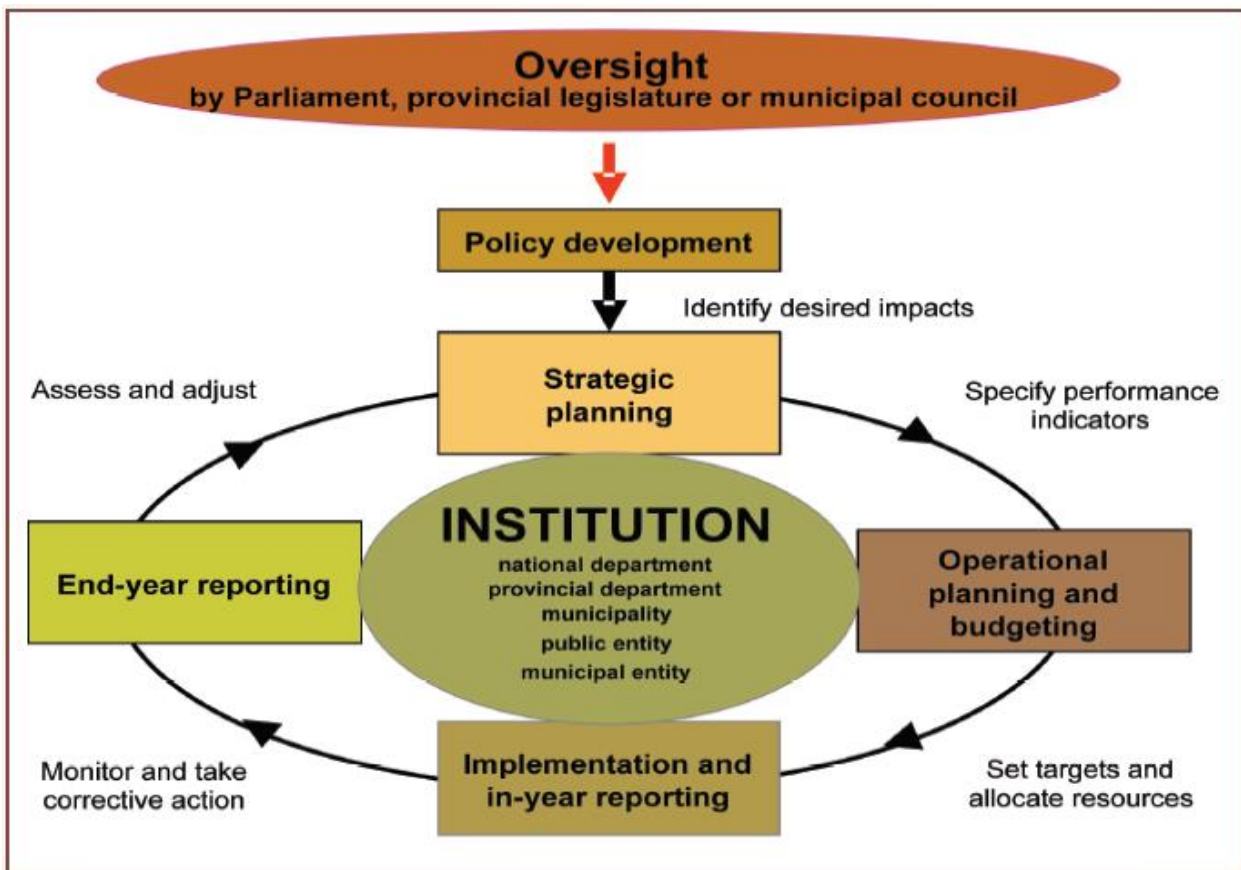 Oversight
by Parliament, provincial legislature or municipal council
Policy development
Identify desired impacts
Strategic
planning
Assess and adjust
Specify performance
indicators
INSTITUTION
national department
provincial department
municipality
public entity
municipal entity
End-year reporting
Operational
planning and
budgeting
Implementation and
in-year reporting
Monitor and take
corrective action
Set targets and
allocate resources